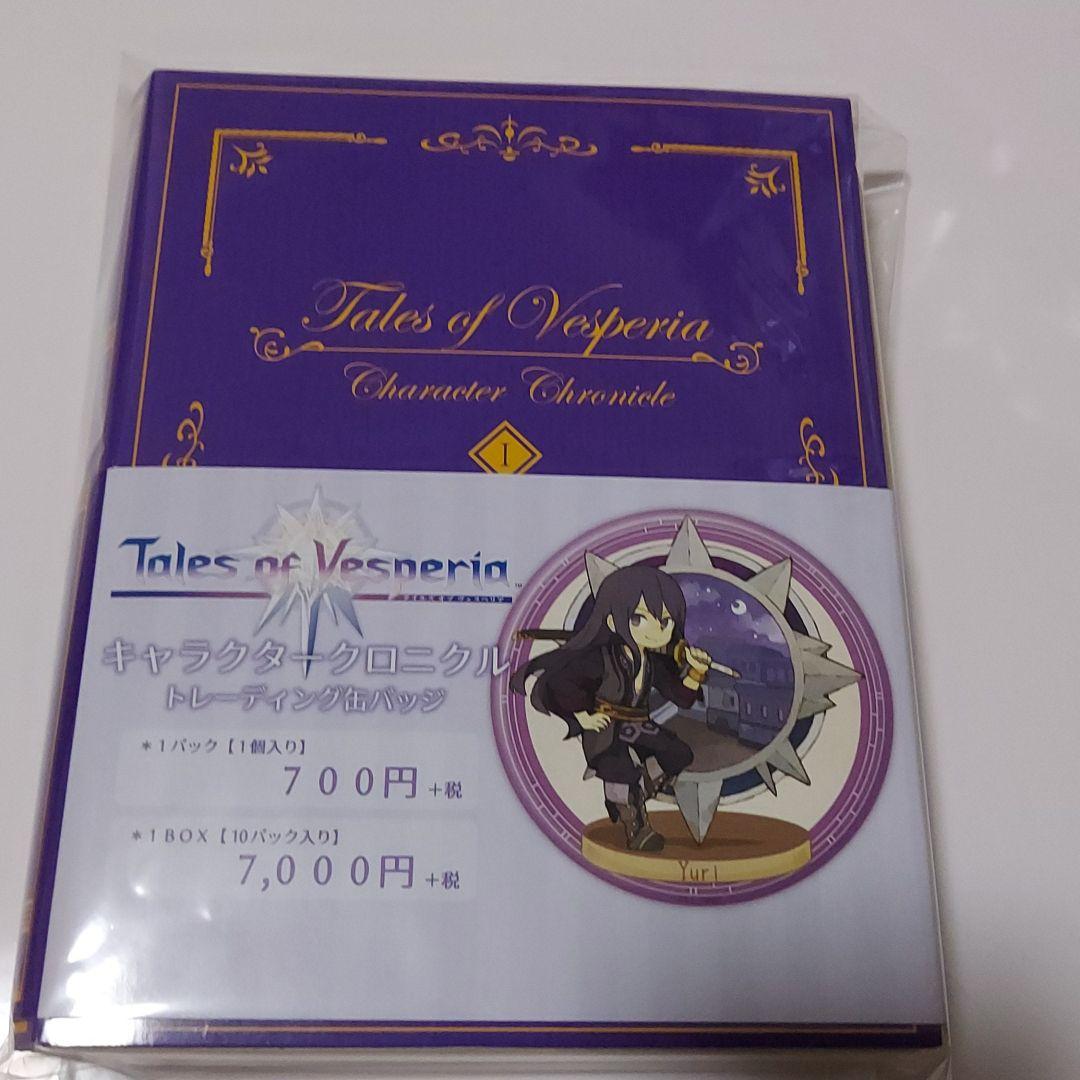 Tales of Vesperia
Character Chronicle
I
Tales of Vesperia
TM
テイルズ オブ ヴェスペリア
キャラクタークロニクル
トレーディング缶バッジ
＊1パック【1個入り】
700円+税
＊1BOX【10パック入り】
7,000円+税
Yuri